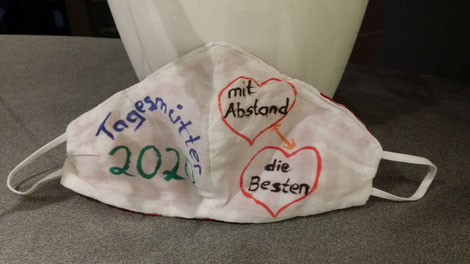 Tagesmütter
2020
mit
Abstand
die
Besten